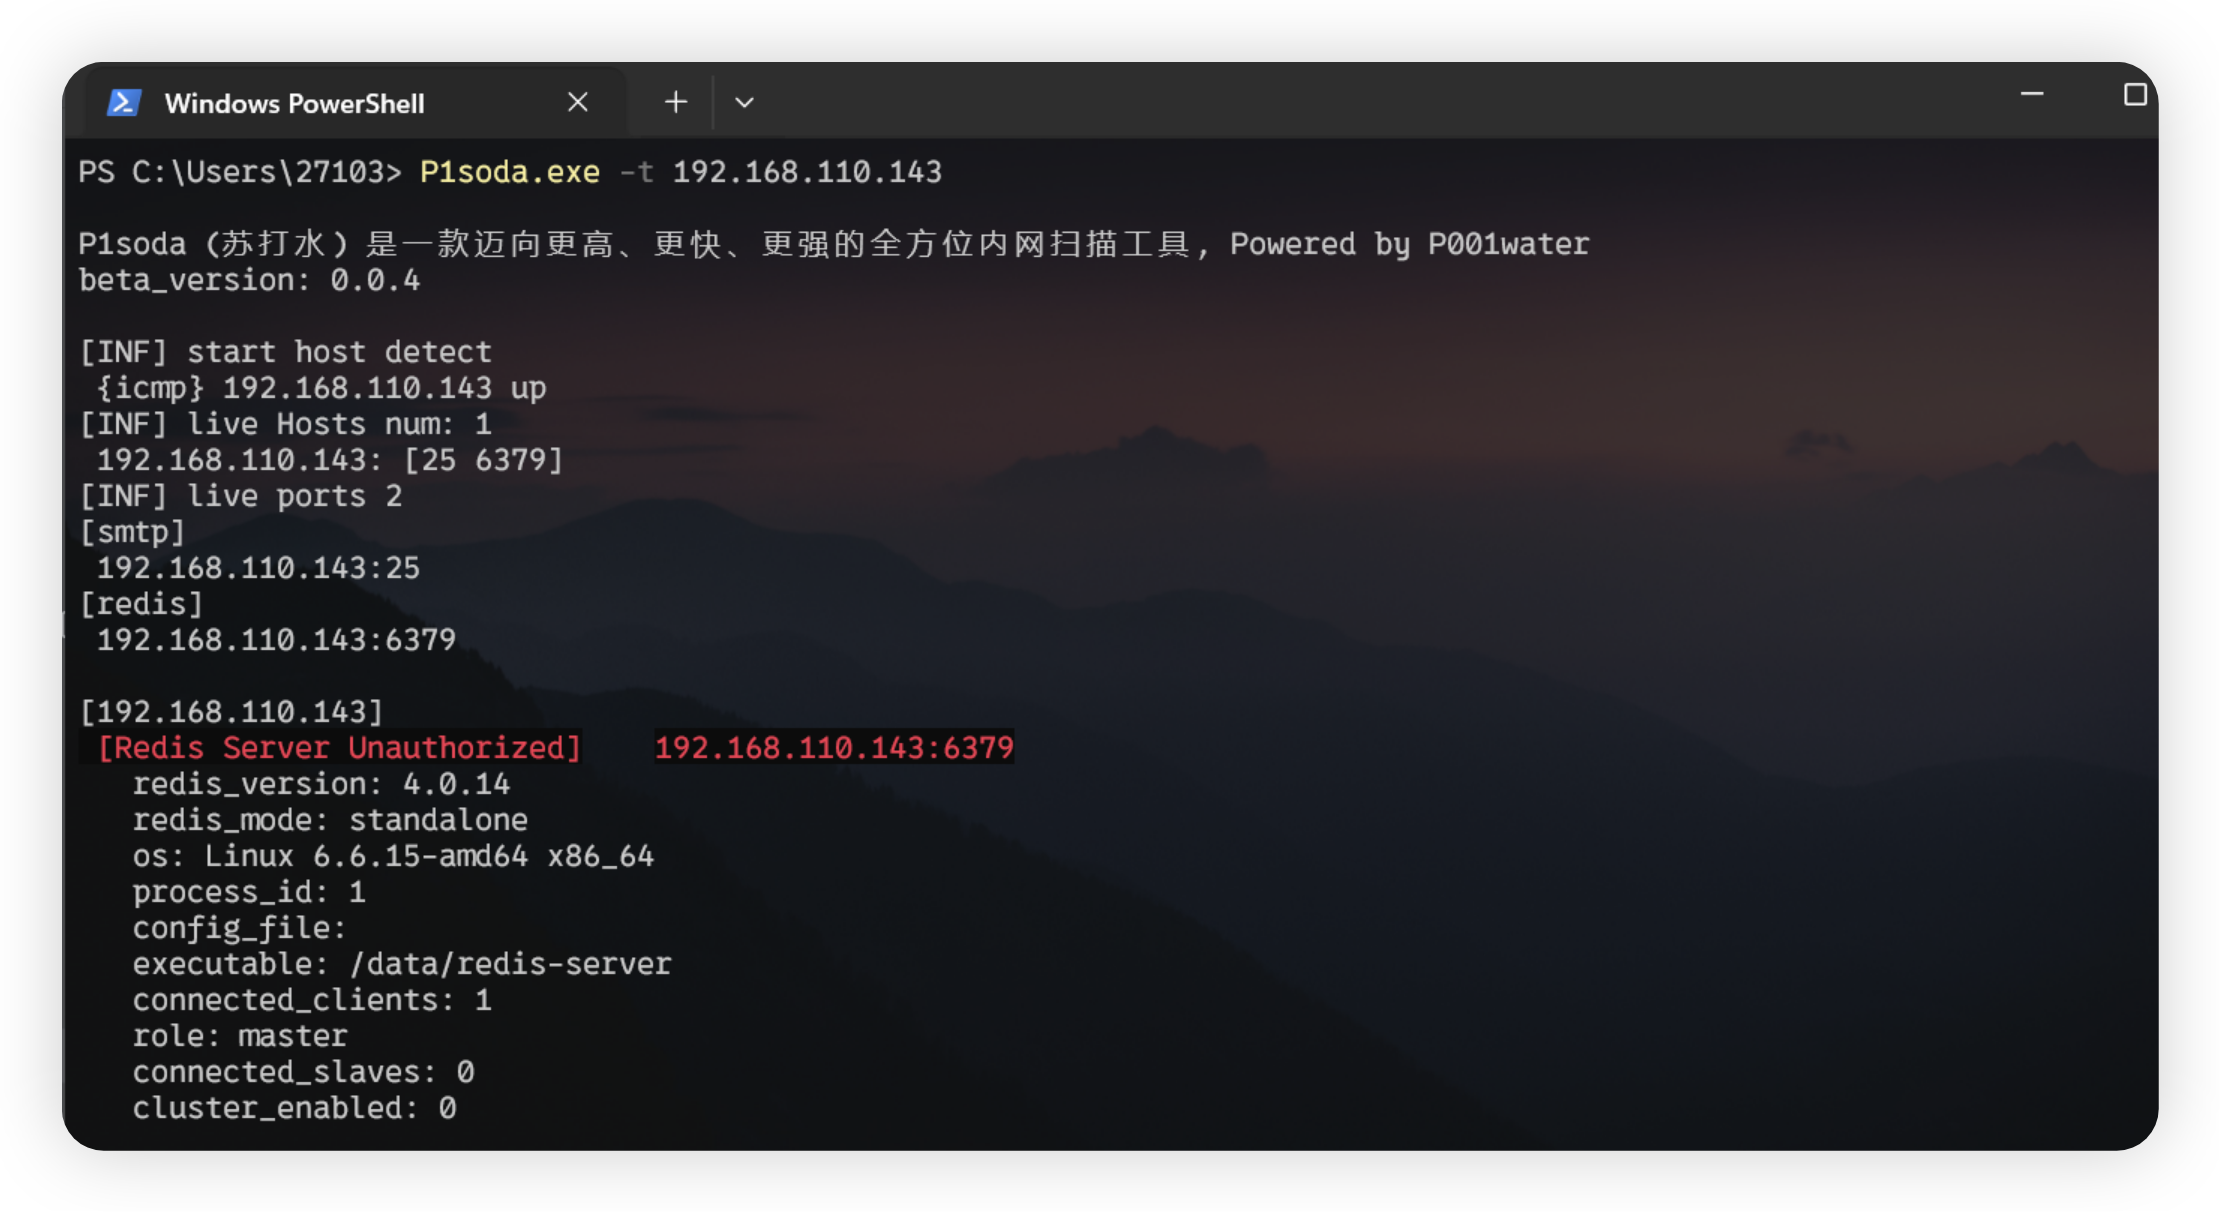 Windows PowerShell
PS C:\Users\27103> P1soda.exe -t 192.168.110.143
P1soda (苏打水) 是一款迈向更高、更快、更强的全方位内网扫描工具, Powered by P001water
beta_version: 0.0.4
[INF] start host detect
{icmp} 192.168.110.143 up
[INF] live Hosts num: 1
192.168.110.143: [25 6379]
[INF] live ports 2
[smtp]
192.168.110.143:25
[redis]
192.168.110.143:6379
[192.168.110.143]
[Redis Server Unauthorized]    192.168.110.143:6379
redis_version: 4.0.14
redis_mode: standalone
os: Linux 6.6.15-amd64 x86_64
process_id: 1
config_file:
executable: /data/redis-server
connected_clients: 1
role: master
connected_slaves: 0
cluster_enabled: 0